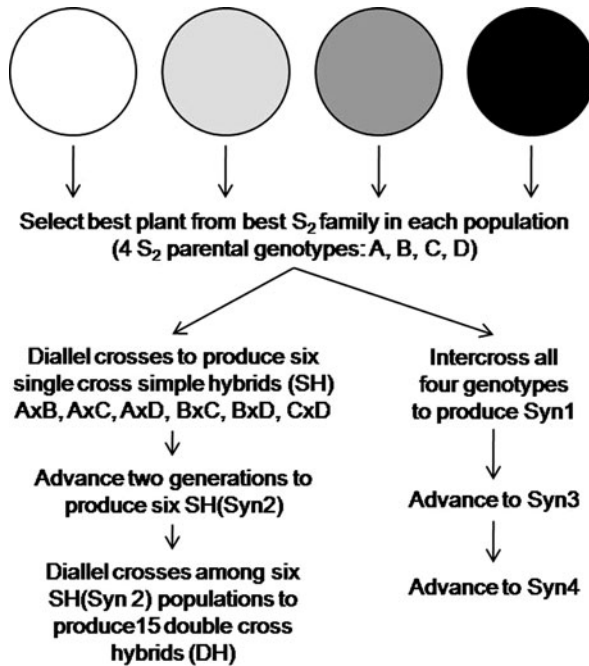 Select best plant from best S₂ family in each population
(4 S₂ parental genotypes: A, B, C, D)
Diallel crosses to produce six
single cross simple hybrids (SH)
AxB, AxC, AxD, BxC, BxD, CxD
Advance two generations to
produce six SH(Syn2)
Diallel crosses among six
SH(Syn 2) populations to
produce15 double cross
hybrids (DH)
Intercross all
four genotypes
to produce Syn1
Advance to Syn3
Advance to Syn4